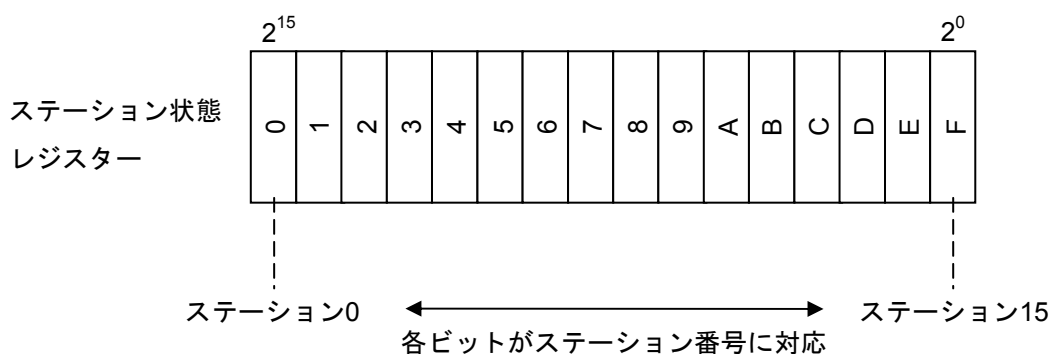 2^15 2^0
ステーション状態
レジスター
0 1 2 3 4 5 6 7 8 9 A B C D E F
ステーション0 ステーション15
各ビットがステーション番号に対応